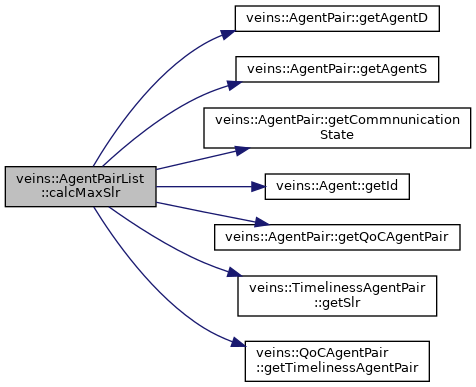 veins::AgentPair::getAgentD
veins::AgentPair::getAgentS
veins::AgentPair::getCommnunication
State
veins::AgentPairList
::calcMaxSlr
veins::Agent::getId
veins::AgentPair::getQoCAgentPair
veins::TimelinessAgentPair
::getSlr
veins::QoCAgentPair
::getTimelinessAgentPair